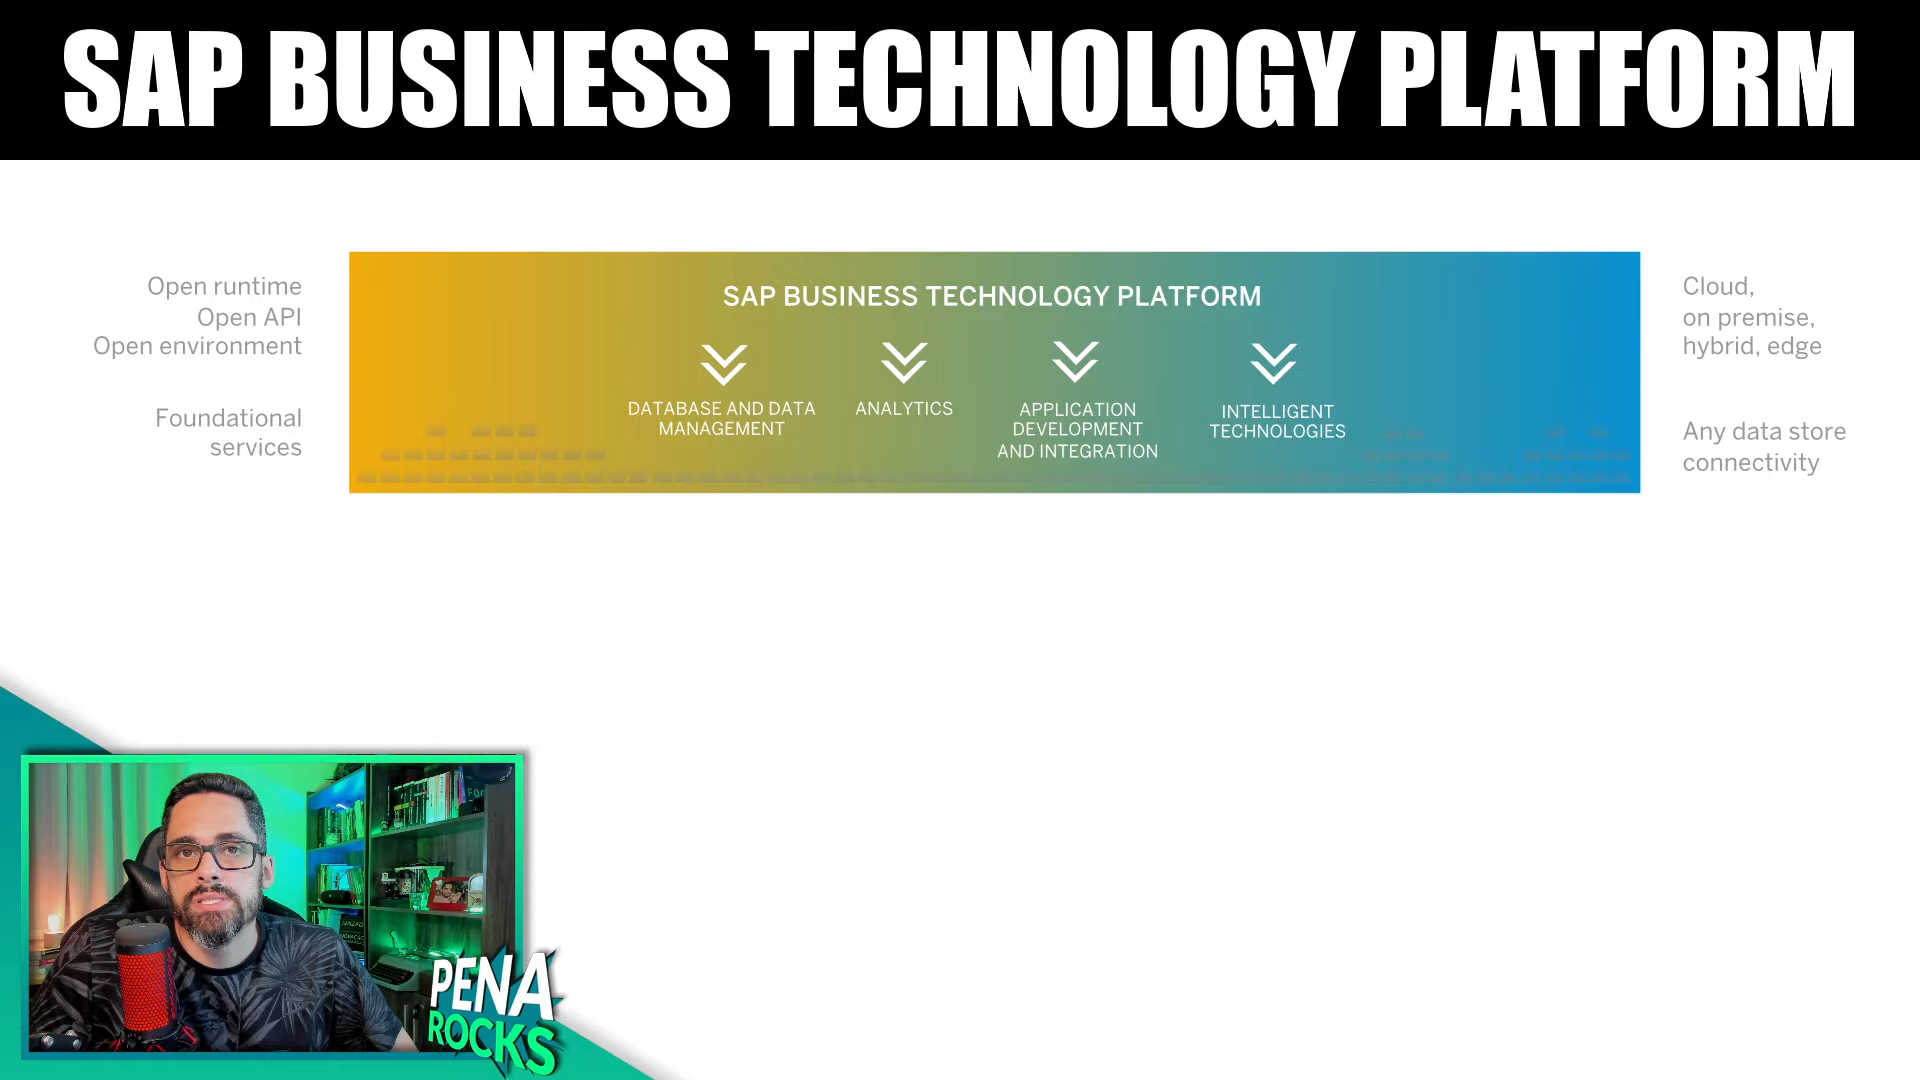 SAP BUSINESS TECHNOLOGY PLATFORM
Open runtime
Open API
Open environment
Foundational
services
SAP BUSINESS TECHNOLOGY PLATFORM
DATABASE AND DATA
MANAGEMENT
ANALYTICS
APPLICATION
DEVELOPMENT
AND INTEGRATION
INTELLIGENT
TECHNOLOGIES
Cloud,
on premise,
hybrid, edge
Any data store
connectivity
PENA
ROCKS